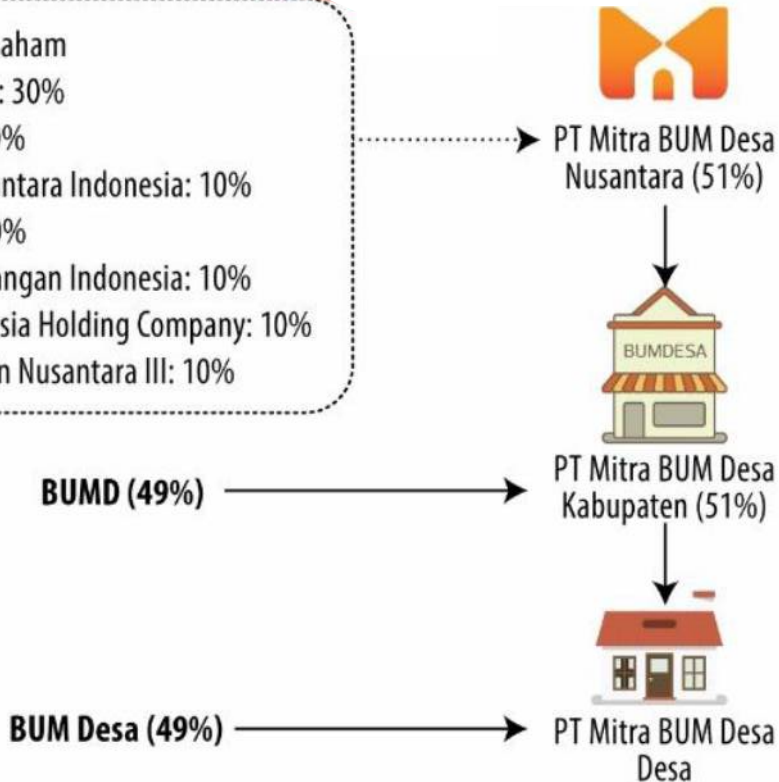 aham
: 30%
0%
ntara Indonesia: 10%
0%
angan Indonesia: 10%
sia Holding Company: 10%
n Nusantara III: 10%
PT Mitra BUM Desa
Nusantara (51%)
BUMDESA
BUMD (49%)
PT Mitra BUM Desa
Kabupaten (51%)
BUM Desa (49%)
PT Mitra BUM Desa
Desa